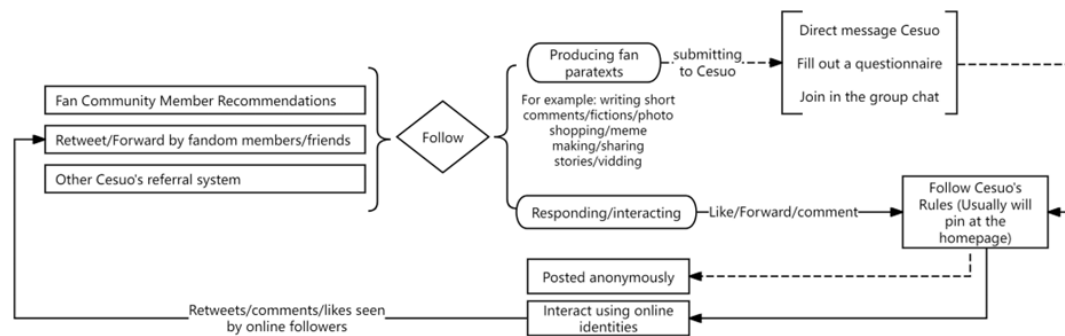 Fan Community Member Recommendations
Retweet/Forward by fandom members/friends
Other Cesuo's referral system
Follow
Producing fan
paratexts
For example: writing short
comments/fictions/photo
shopping/meme
making/sharing
stories/vidding
submitting
to Cesuo
Direct message Cesuo
Fill out a questionnaire
Join in the group chat
Responding/interacting
Like/Forward/comment
Follow Cesuo's
Rules (Usually will
pin at the
homepage)
Posted anonymously
Interact using online
identities
Retweets/comments/likes seen
by online followers